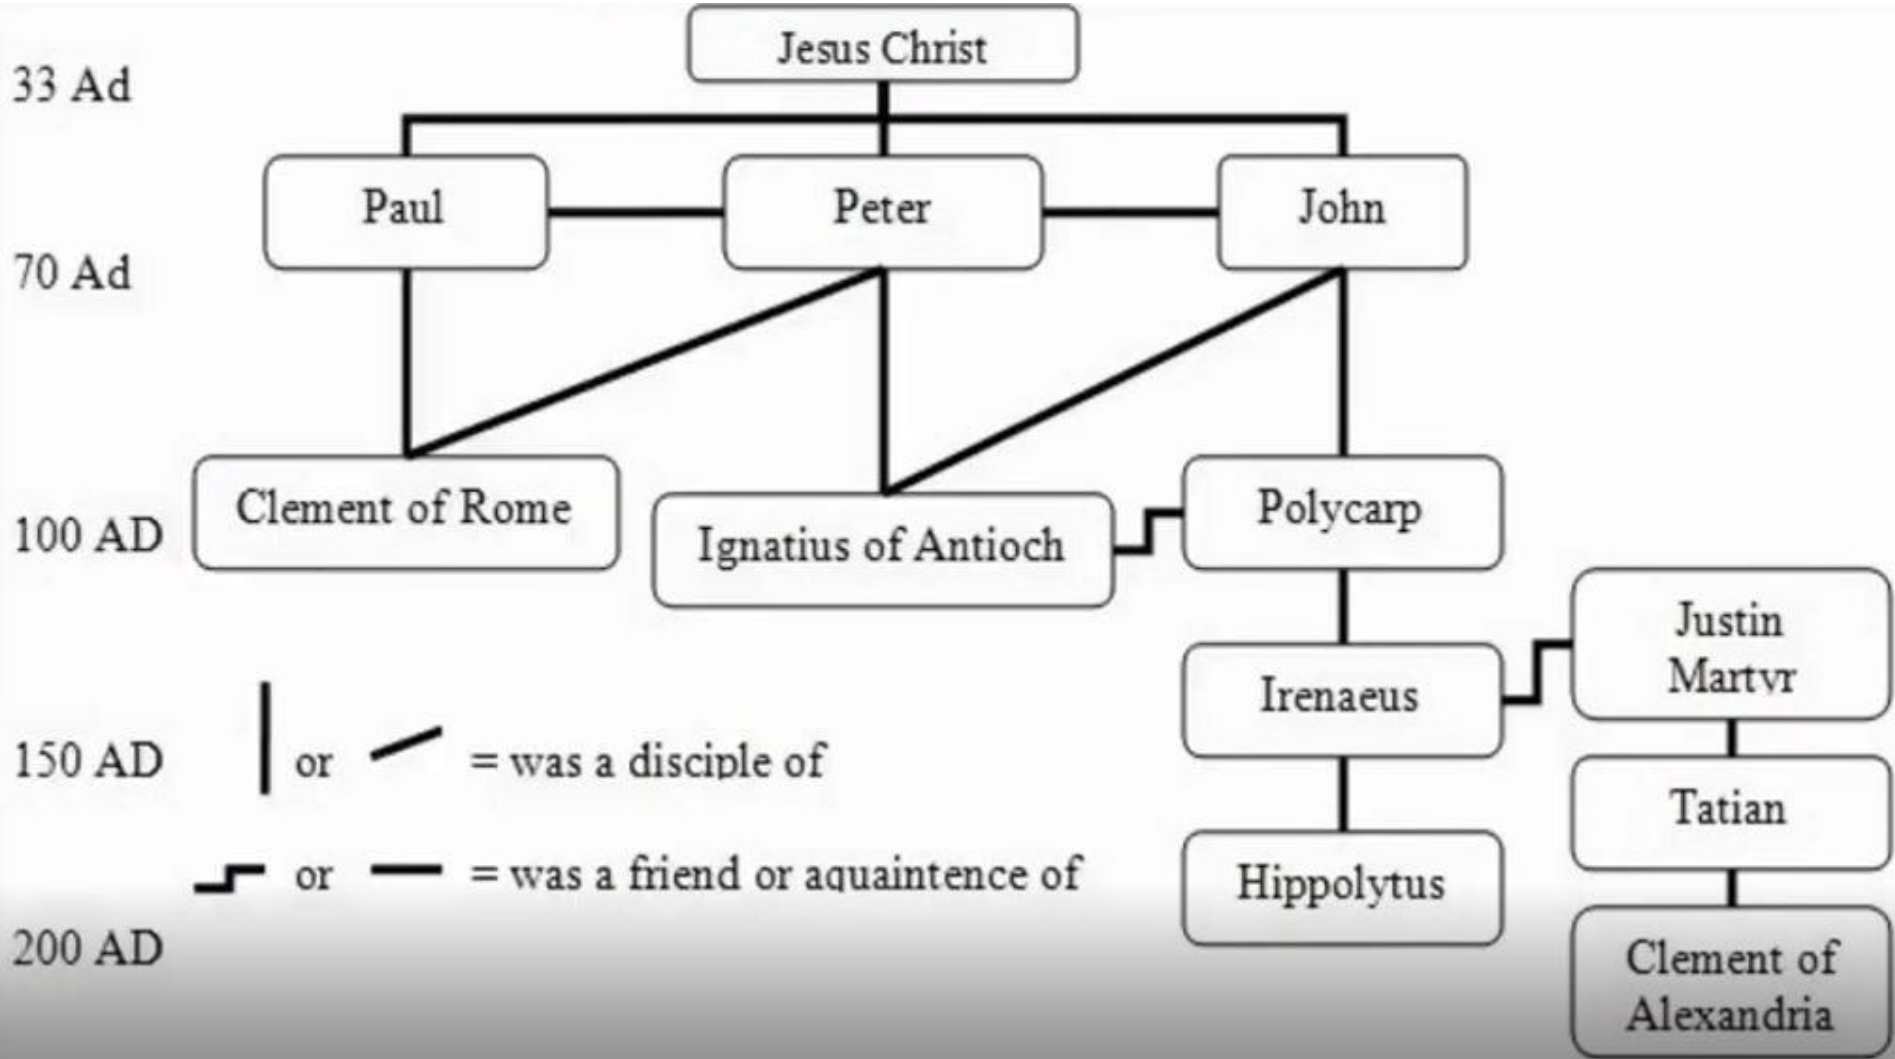 Jesus Christ
33 Ad
Paul
Peter
John
70 Ad
Clement of Rome
Polycarp
100 AD
Ignatius of Antioch
Justin
Martyr
Irenaeus
150 AD
or
= was a disciple of
Tatian
or
= was a friend or aquaintence of
Hippolytus
200 AD
Clement of
Alexandria